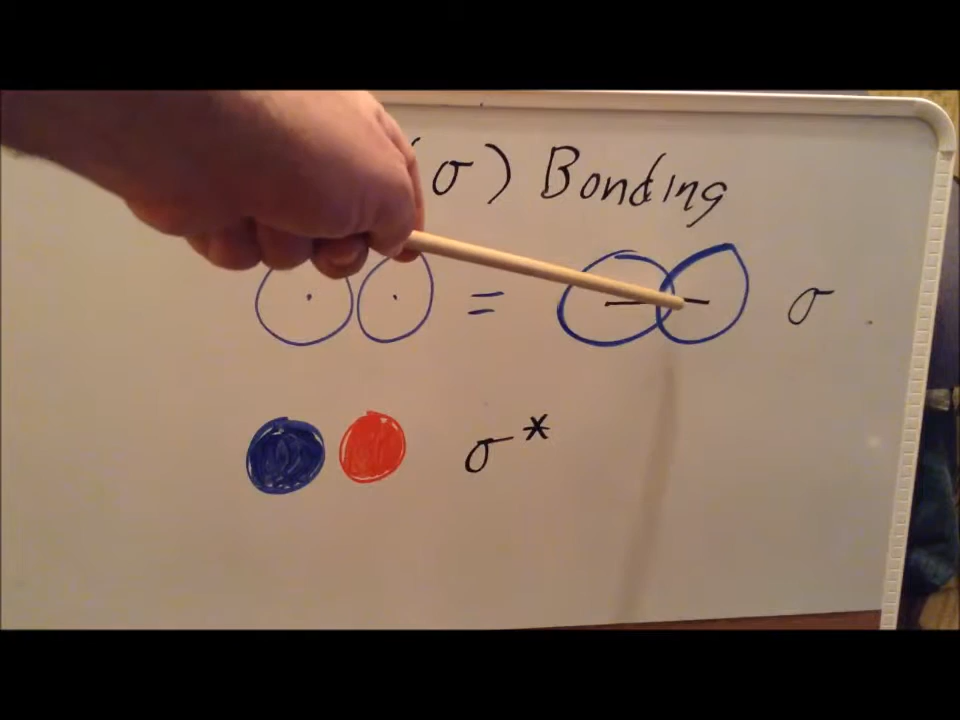 (σ) Bonding
= σ
σ*